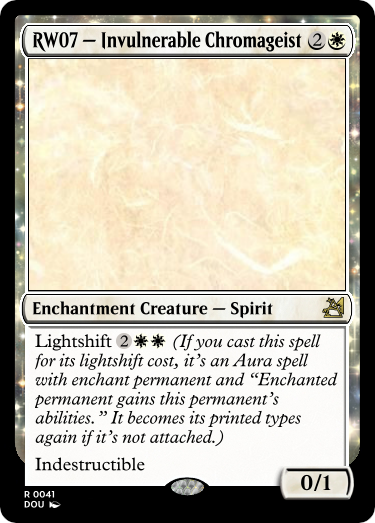 RW07 — Invulnerable Chromageist 2
Enchantment Creature — Spirit
Lightshift 2 (If you cast this spell
for its lightshift cost, it's an Aura spell
with enchant permanent and “Enchanted
permanent gains this permanent's
abilities.” It becomes its printed types
again if it's not attached.)
Indestructible
0/1
R 0041
DOU